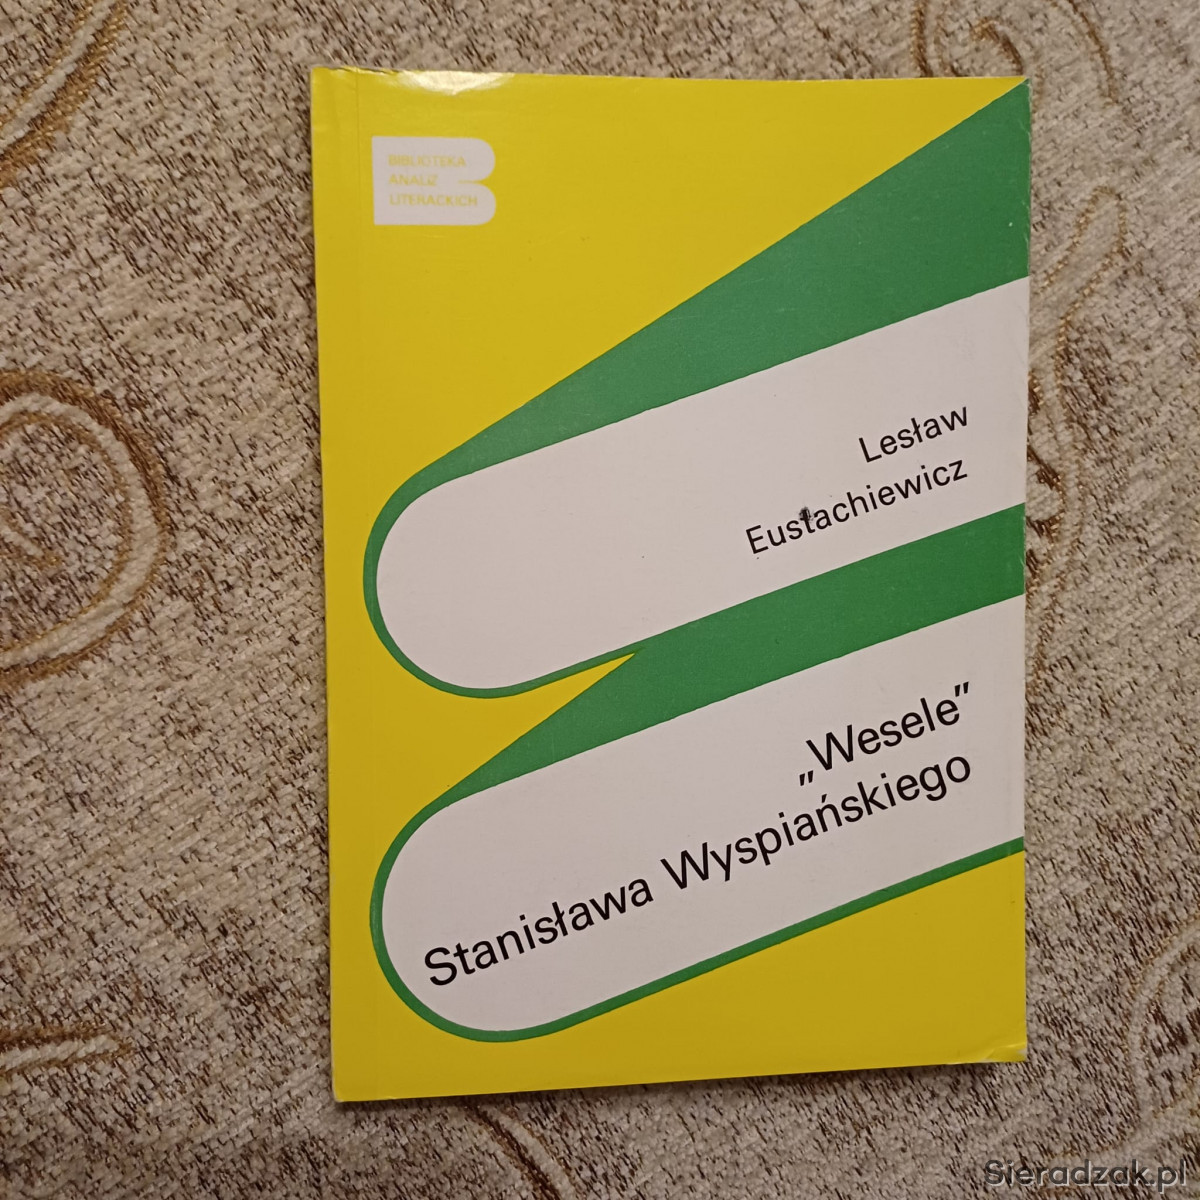 BIBLIOTEKA
ANALIZ
LITERACKICH
Lesław
Eustachiewicz
„Wesele”
Stanisława Wyspiańskiego
Sieradzak.pl